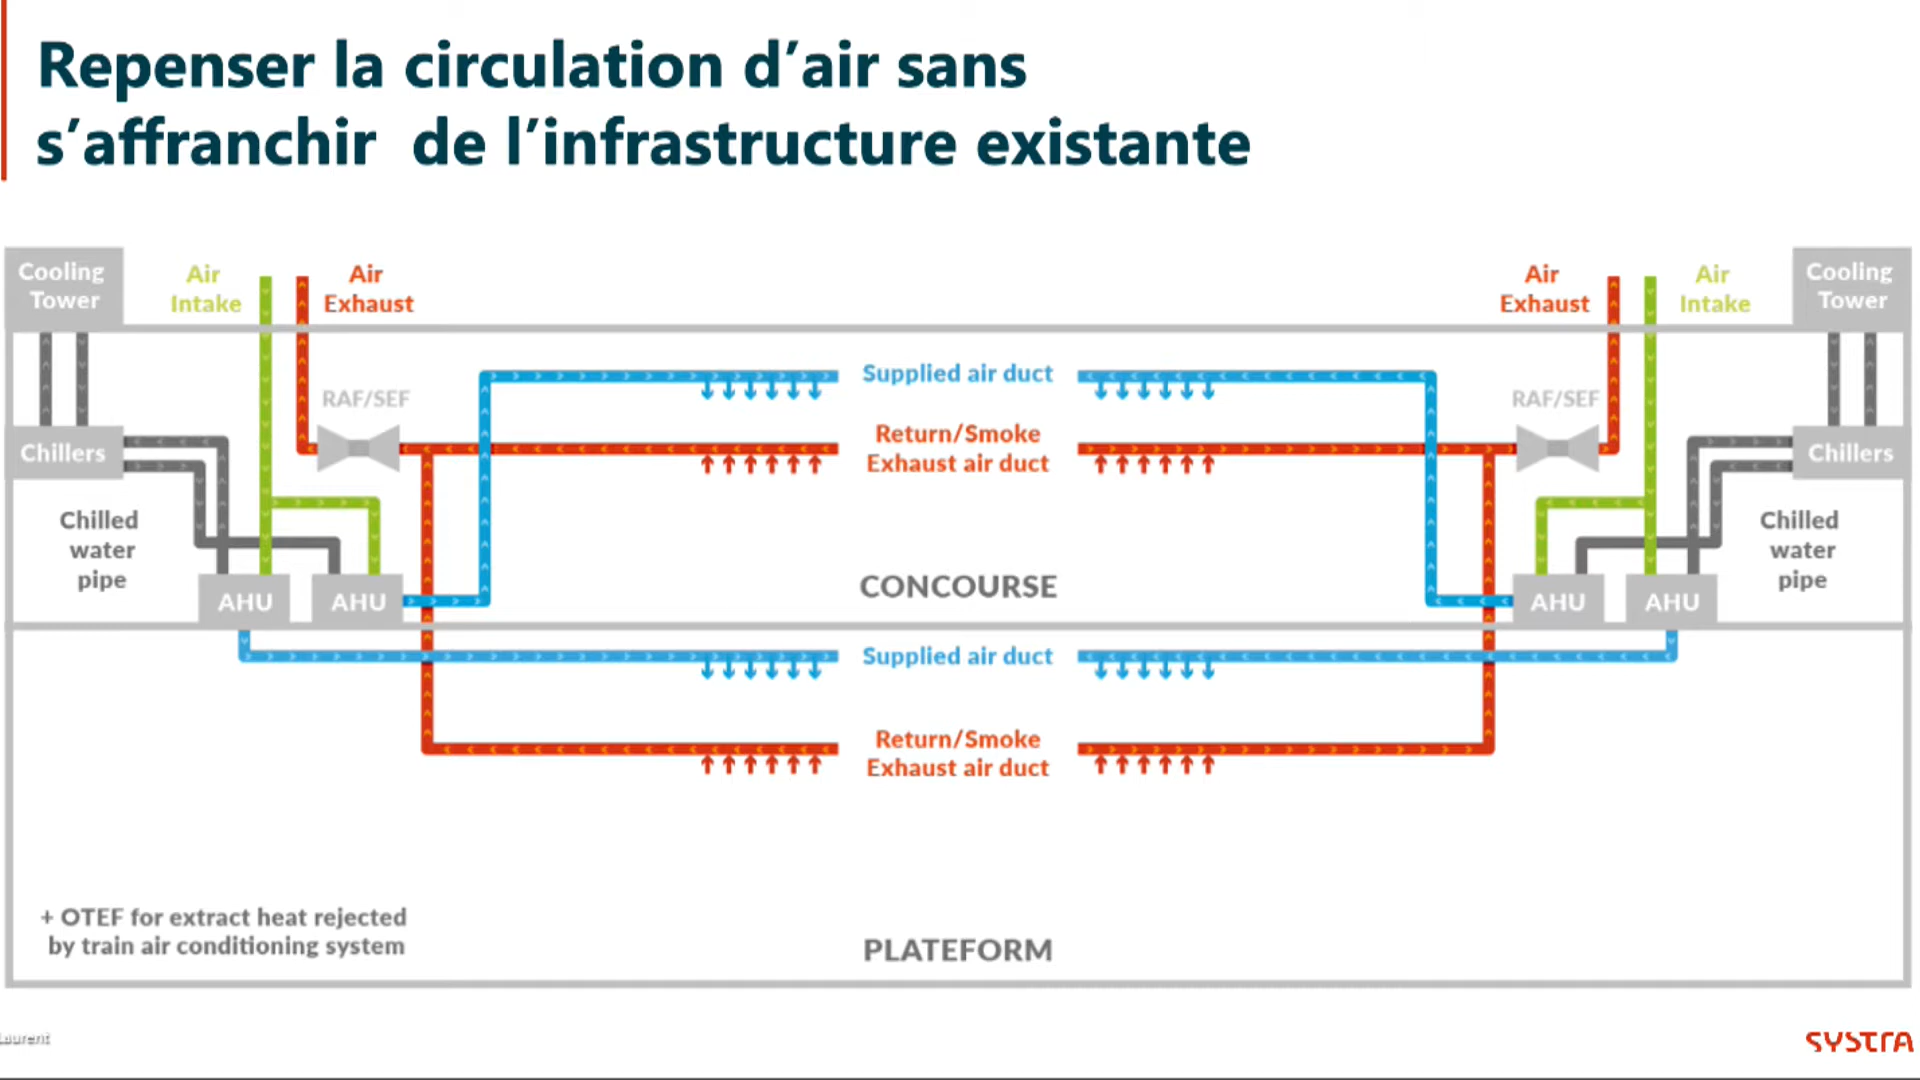 Repenser la circulation d’air sans
s’affranchir  de l’infrastructure existante
Cooling
Tower
Air
Intake
Air
Exhaust
Air
Exhaust
Air
Intake
Cooling
Tower
RAF/SEF
Supplied air duct
RAF/SEF
Return/Smoke
Exhaust air duct
Chillers
Chillers
Chilled
water
pipe
Chilled
water
pipe
CONCOURSE
AHU
AHU
AHU
AHU
Supplied air duct
Return/Smoke
Exhaust air duct
+ OTEF for extract heat rejected
by train air conditioning system
PLATEFORM
Laurent
SYSTRA